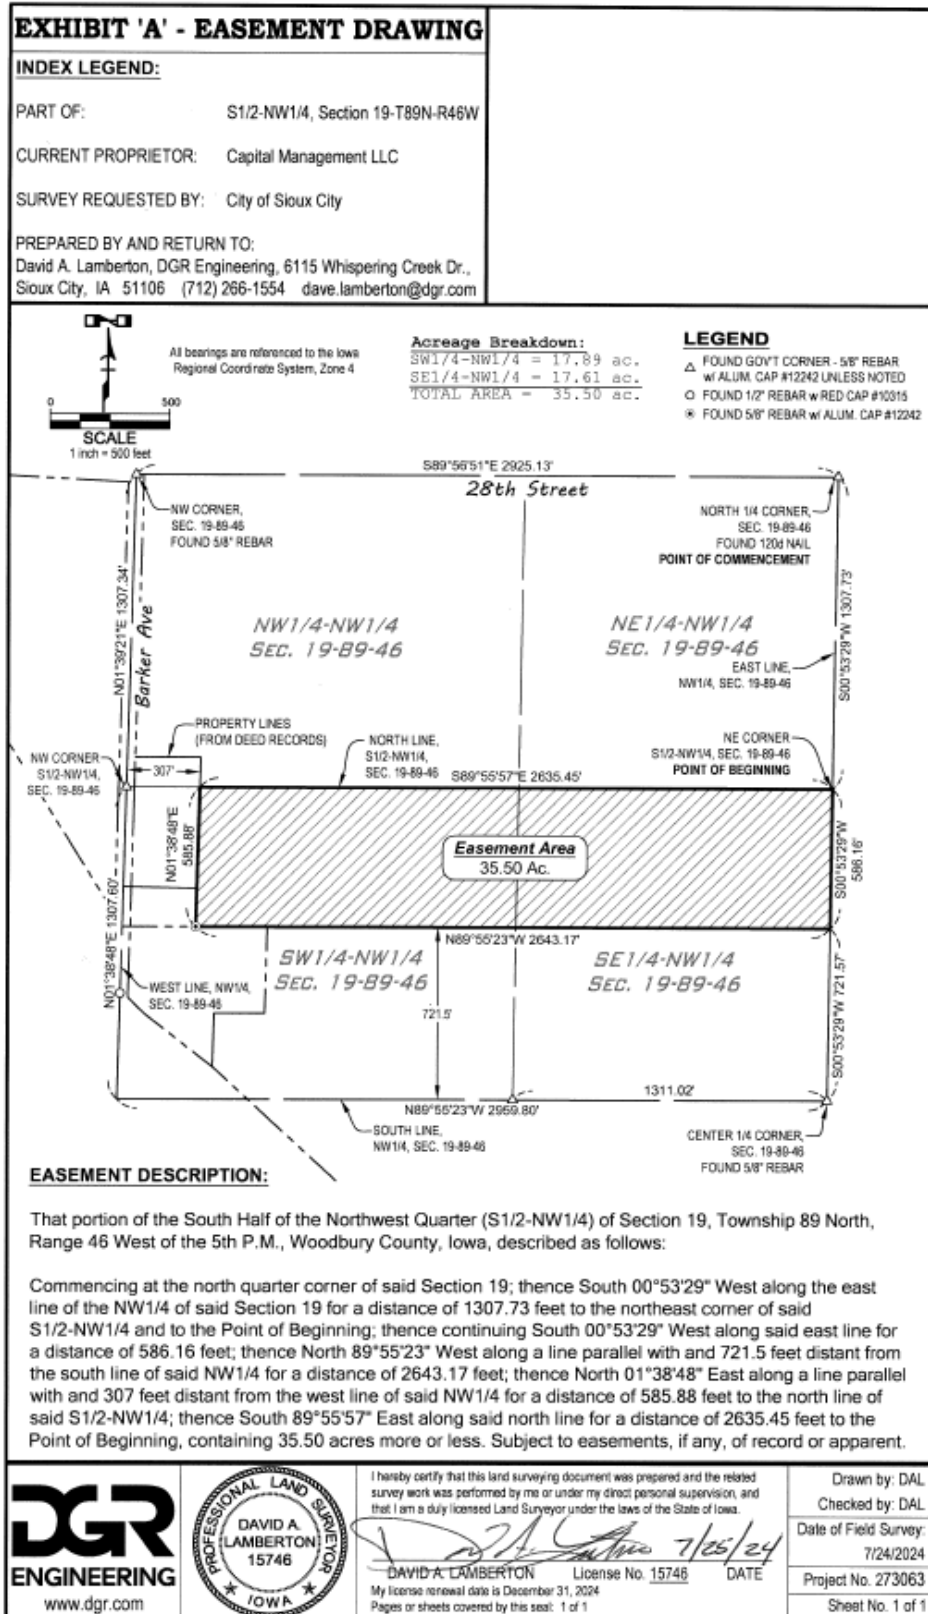 EXHIBIT 'A' - EASEMENT DRAWING
INDEX LEGEND:
PART OF: S1/2-NW1/4, Section 19-T89N-R46W
CURRENT PROPRIETOR: Capital Management LLC
SURVEY REQUESTED BY: City of Sioux City
PREPARED BY AND RETURN TO:
David A. Lamberton, DGR Engineering, 6115 Whispering Creek Dr.,
Sioux City, IA 51106 (712) 266-1554 dave.lamberton@dgr.com
N
0 500
SCALE
1 inch = 500 feet
All bearings are referenced to the Iowa
Regional Coordinate System, Zone 4
Acreage Breakdown:
SW1/4-NW1/4 = 17.89 ac.
SE1/4-NW1/4 = 17.61 ac.
TOTAL AREA = 35.50 ac.
LEGEND
FOUND GOV'T CORNER - 5/8" REBAR
w/ ALUM. CAP #12242 UNLESS NOTED
FOUND 1/2" REBAR w RED CAP #10315
FOUND 5/8" REBAR w/ ALUM. CAP #12242
S89°56'51"E 2925.13'
28th Street
NW CORNER,
SEC. 19-89-46
FOUND 5/8" REBAR
NORTH 1/4 CORNER,
SEC. 19-89-46
FOUND 120d NAIL
POINT OF COMMENCEMENT
N01°39'21"E 1307.34'
Barker Ave
S00°53'29"W 1307.73'
NW1/4-NW1/4
SEC. 19-89-46
NE1/4-NW1/4
SEC. 19-89-46
EAST LINE,
NW1/4, SEC. 19-89-46
PROPERTY LINES
(FROM DEED RECORDS)
NORTH LINE,
S1/2-NW1/4,
SEC. 19-89-46
NE CORNER
S1/2-NW1/4, SEC. 19-89-46
POINT OF BEGINNING
NW CORNER
S1/2-NW1/4,
SEC. 19-89-46
307'
S89°55'57"E 2635.45'
N01°38'48"E
585.88'
Easement Area
35.50 Ac.
S00°53'29"W
586.16'
N01°38'48"E 1307.60'
N89°55'23"W 2643.17'
SW1/4-NW1/4
SEC. 19-89-46
SE1/4-NW1/4
SEC. 19-89-46
WEST LINE, NW1/4,
SEC. 19-89-46
721.5'
S00°53'29"W 721.57'
1311.02'
N89°55'23"W 2959.80'
SOUTH LINE,
NW1/4, SEC. 19-89-46
CENTER 1/4 CORNER,
SEC. 19-89-46
FOUND 5/8" REBAR
EASEMENT DESCRIPTION:
That portion of the South Half of the Northwest Quarter (S1/2-NW1/4) of Section 19, Township 89 North,
Range 46 West of the 5th P.M., Woodbury County, Iowa, described as follows:
Commencing at the north quarter corner of said Section 19; thence South 00°53'29" West along the east
line of the NW1/4 of said Section 19 for a distance of 1307.73 feet to the northeast corner of said
S1/2-NW1/4 and to the Point of Beginning; thence continuing South 00°53'29" West along said east line for
a distance of 586.16 feet; thence North 89°55'23" West along a line parallel with and 721.5 feet distant from
the south line of said NW1/4 for a distance of 2643.17 feet; thence North 01°38'48" East along a line parallel
with and 307 feet distant from the west line of said NW1/4 for a distance of 585.88 feet to the north line of
said S1/2-NW1/4; thence South 89°55'57" East along said north line for a distance of 2635.45 feet to the
Point of Beginning, containing 35.50 acres more or less. Subject to easements, if any, of record or apparent.
DGR
ENGINEERING
www.dgr.com
PROFESSIONAL LAND SURVEYOR
DAVID A.
LAMBERTON
15746
IOWA
I hereby certify that this land surveying document was prepared and the related
survey work was performed by me or under my direct personal supervision, and
that I am a duly licensed Land Surveyor under the laws of the State of Iowa.
7/25/24
DAVID A. LAMBERTON License No. 15746 DATE
My license renewal date is December 31, 2024
Pages or sheets covered by this seal: 1 of 1
Drawn by: DAL
Checked by: DAL
Date of Field Survey:
7/24/2024
Project No. 273063
Sheet No. 1 of 1